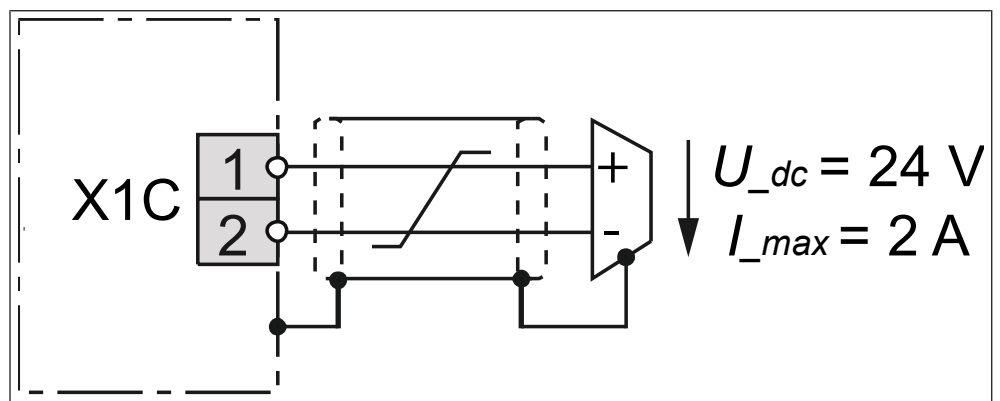 X1C
1
2
+
-
U_dc = 24 V
I_max = 2 A